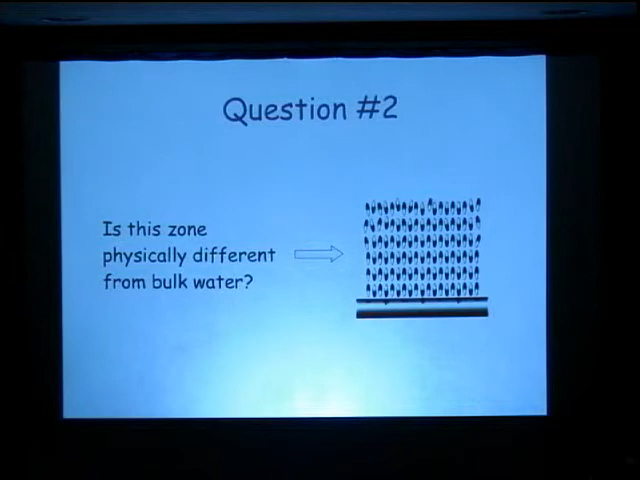 Question #2
Is this zone
physically different
from bulk water?